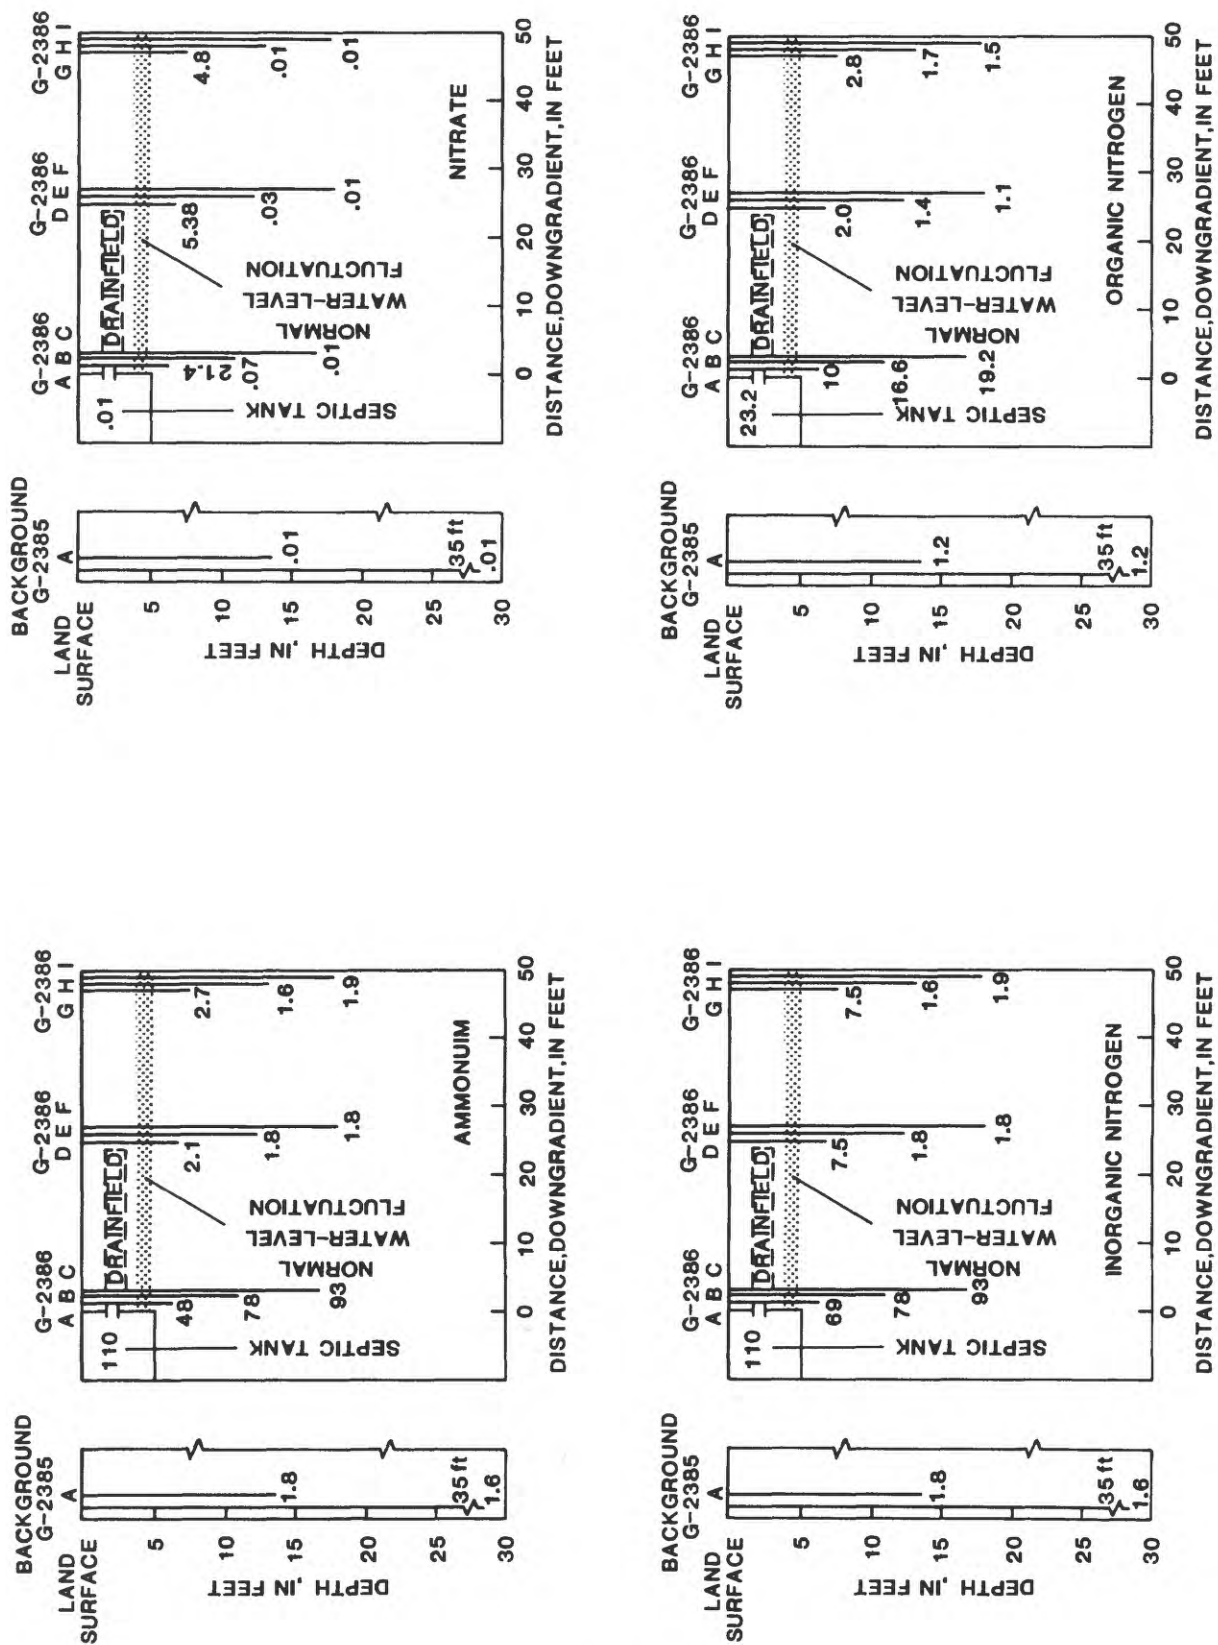 BACKGROUND
G-2385
A
LAND
SURFACE
5
10
15
20
25
30
DEPTH ,IN FEET
1.8
35 ft
1.6
G-2386
A B C
G-2386
D E F
G-2386
G H I
110
DRAINFIELD
48
78
93
2.1
1.8
1.8
2.7
1.6
1.9
SEPTIC TANK
NORMAL
WATER-LEVEL
FLUCTUATION
AMMONUIM
0 10 20 30 40 50
DISTANCE,DOWNGRADIENT,IN FEET
BACKGROUND
G-2385
A
LAND
SURFACE
5
10
15
20
25
30
DEPTH ,IN FEET
.01
35 ft
.01
G-2386
A B C
G-2386
D E F
G-2386
G H I
.01
DRAINFIELD
21.4
.07
.01
5.38
.03
.01
4.8
.01
.01
SEPTIC TANK
NORMAL
WATER-LEVEL
FLUCTUATION
NITRATE
0 10 20 30 40 50
DISTANCE,DOWNGRADIENT,IN FEET
BACKGROUND
G-2385
A
LAND
SURFACE
5
10
15
20
25
30
DEPTH ,IN FEET
1.8
35 ft
1.6
G-2386
A B C
G-2386
D E F
G-2386
G H I
110
DRAINFIELD
69
78
93
7.5
1.8
1.8
7.5
1.6
1.9
SEPTIC TANK
NORMAL
WATER-LEVEL
FLUCTUATION
INORGANIC NITROGEN
0 10 20 30 40 50
DISTANCE,DOWNGRADIENT,IN FEET
BACKGROUND
G-2385
A
LAND
SURFACE
5
10
15
20
25
30
DEPTH ,IN FEET
1.2
35 ft
1.2
G-2386
A B C
G-2386
D E F
G-2386
G H I
23.2
DRAINFIELD
10
16.6
19.2
2.0
1.4
1.1
2.8
1.7
1.5
SEPTIC TANK
NORMAL
WATER-LEVEL
FLUCTUATION
ORGANIC NITROGEN
0 10 20 30 40 50
DISTANCE,DOWNGRADIENT,IN FEET